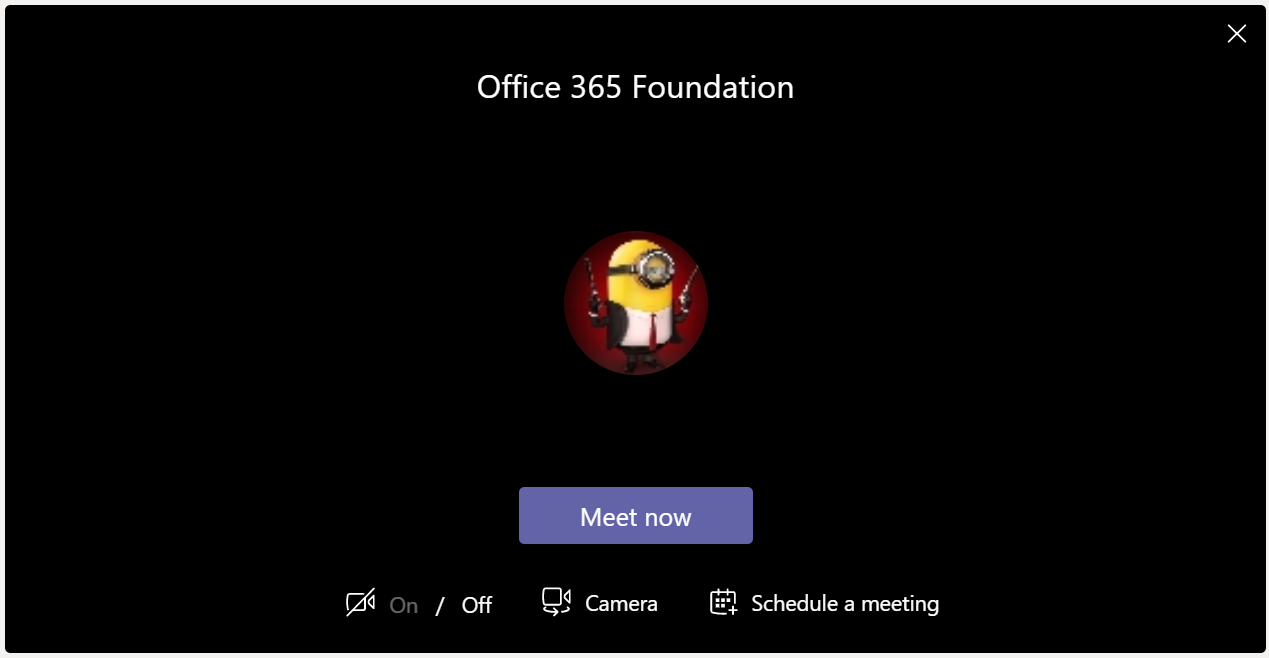 Office 365 Foundation
Meet now
On / Off Camera Schedule a meeting